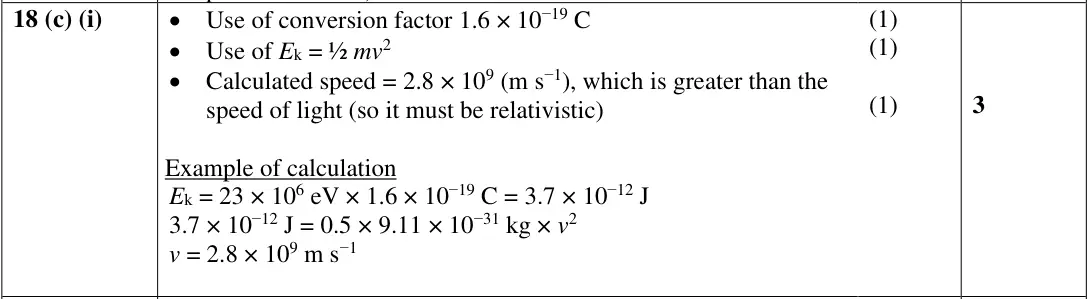 18 (c) (i)
• Use of conversion factor 1.6 × 10⁻¹⁹ C (1)
• Use of Eₖ = ½ mv² (1)
• Calculated speed = 2.8 × 10⁹ (m s⁻¹), which is greater than the
speed of light (so it must be relativistic) (1) 3
Example of calculation
Eₖ = 23 × 10⁶ eV × 1.6 × 10⁻¹⁹ C = 3.7 × 10⁻¹² J
3.7 × 10⁻¹² J = 0.5 × 9.11 × 10⁻³¹ kg × v²
v = 2.8 × 10⁹ m s⁻¹